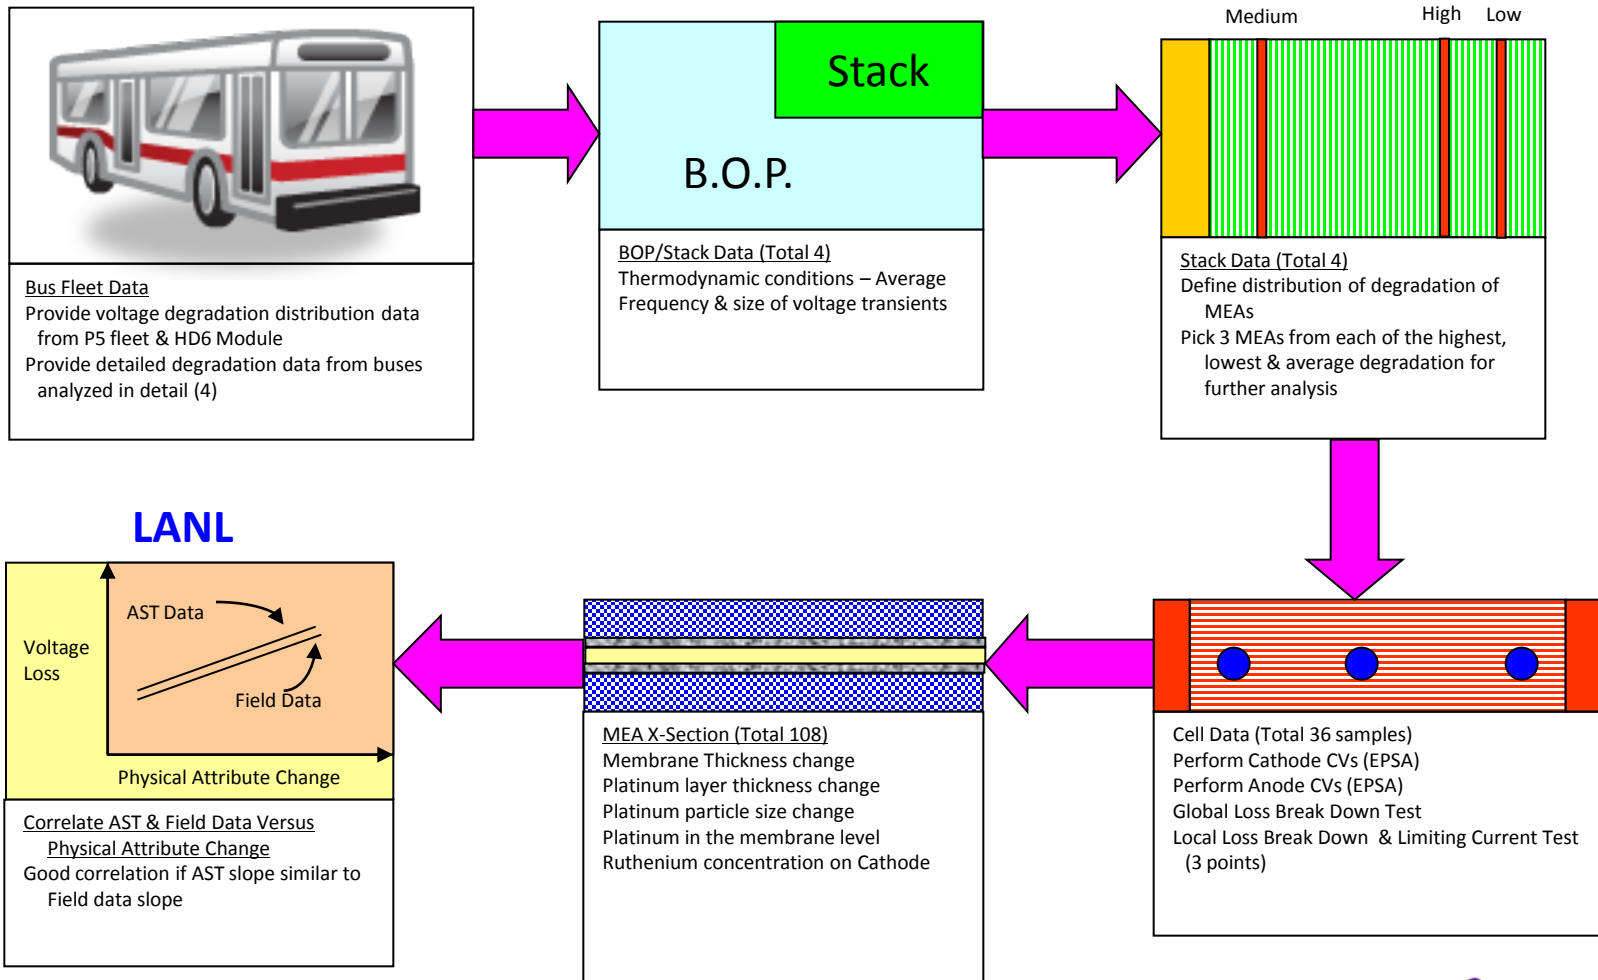 Medium High Low
Stack
B.O.P.
Bus Fleet Data
Provide voltage degradation distribution data
from P5 fleet & HD6 Module
Provide detailed degradation data from buses
analyzed in detail (4)
BOP/Stack Data (Total 4)
Thermodynamic conditions – Average
Frequency & size of voltage transients
Stack Data (Total 4)
Define distribution of degradation of
MEAs
Pick 3 MEAs from each of the highest,
lowest & average degradation for
further analysis
LANL
AST Data
Voltage
Loss
Field Data
Physical Attribute Change
Correlate AST & Field Data Versus
Physical Attribute Change
Good correlation if AST slope similar to
Field data slope
MEA X-Section (Total 108)
Membrane Thickness change
Platinum layer thickness change
Platinum particle size change
Platinum in the membrane level
Ruthenium concentration on Cathode
Cell Data (Total 36 samples)
Perform Cathode CVs (EPSA)
Perform Anode CVs (EPSA)
Global Loss Break Down Test
Local Loss Break Down & Limiting Current Test
(3 points)